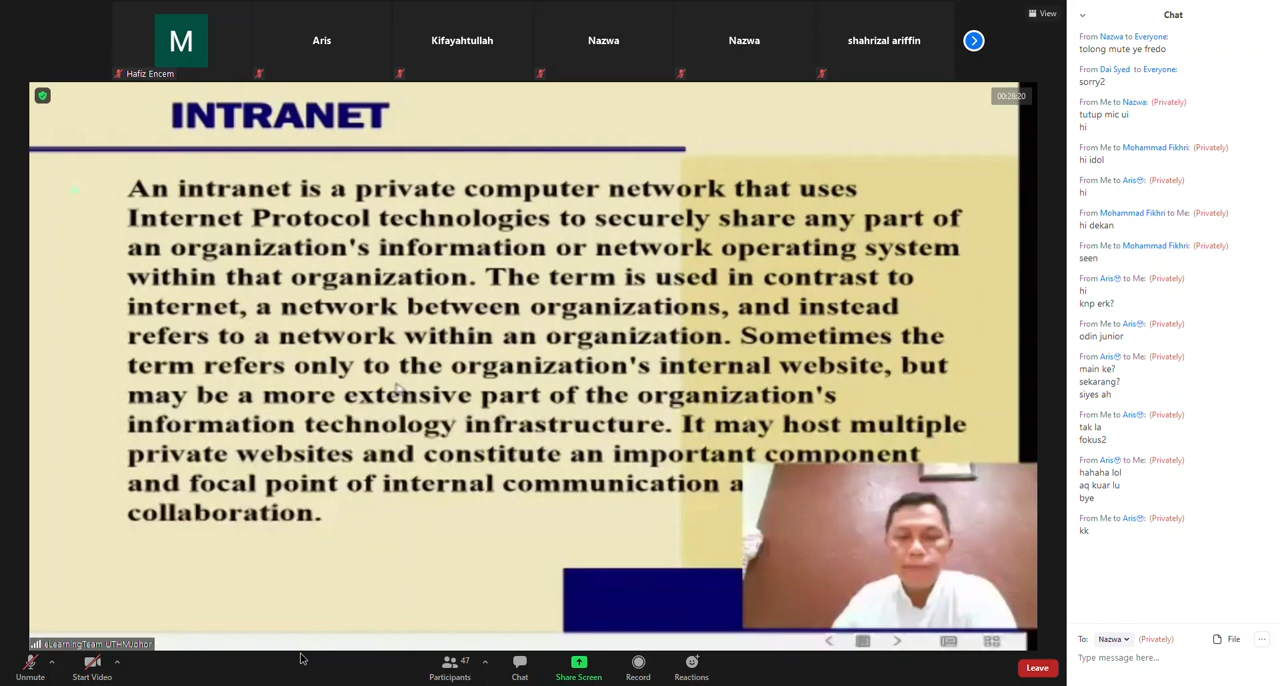 M
Hafiz Encem
Aris
Kifayahtullah
Nazwa
Nazwa
shahrizal ariffin
View
00:28:20
INTRANET
An intranet is a private computer network that uses
Internet Protocol technologies to securely share any part of
an organization's information or network operating system
within that organization. The term is used in contrast to
internet, a network between organizations, and instead
refers to a network within an organization. Sometimes the
term refers only to the organization's internal website, but
may be a more extensive part of the organization's
information technology infrastructure. It may host multiple
private websites and constitute an important component
and focal point of internal communication a
collaboration.
eLearningTeam UTHMJohor
Unmute
Start Video
47
Participants
Chat
Share Screen
Record
Reactions
Leave
Chat
From Nazwa to Everyone:
tolong mute ye fredo
From Dai Syed to Everyone:
sorry2
From Me to Nazwa: (Privately)
tutup mic ui
hi
From Me to Mohammad Fikhri: (Privately)
hi idol
From Me to Aris: (Privately)
hi
From Mohammad Fikhri to Me: (Privately)
hi dekan
From Me to Mohammad Fikhri: (Privately)
seen
From Aris to Me: (Privately)
hi
knp erk?
From Me to Aris: (Privately)
odin junior
From Aris to Me: (Privately)
main ke?
sekarang?
siyes ah
From Me to Aris: (Privately)
tak la
fokus2
From Aris to Me: (Privately)
hahaha lol
aq kuar lu
bye
From Me to Aris: (Privately)
kk
To: Nazwa (Privately) File
Type message here...